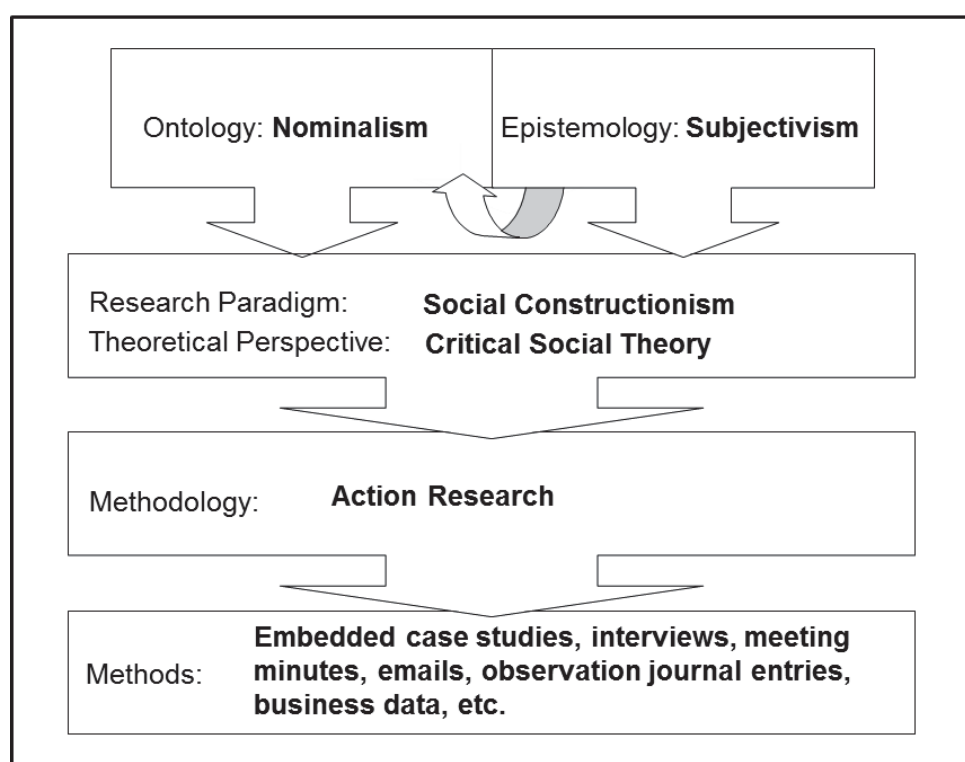 Ontology: Nominalism
Epistemology: Subjectivism
Research Paradigm: Social Constructionism
Theoretical Perspective: Critical Social Theory
Methodology: Action Research
Methods: Embedded case studies, interviews, meeting
minutes, emails, observation journal entries,
business data, etc.